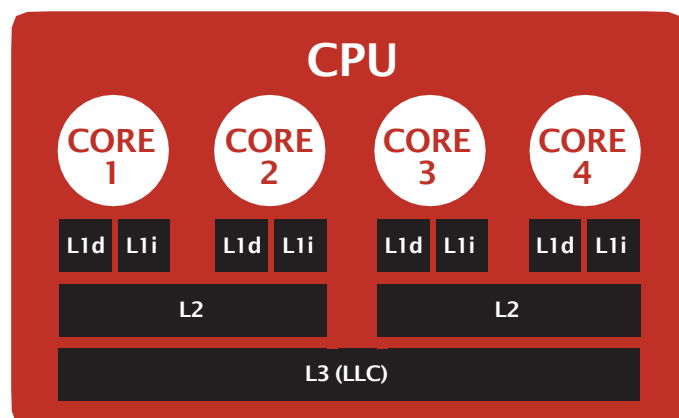 CPU
CORE 1
CORE 2
CORE 3
CORE 4
L1d L1i L1d L1i L1d L1i L1d L1i
L2 L2
L3 (LLC)